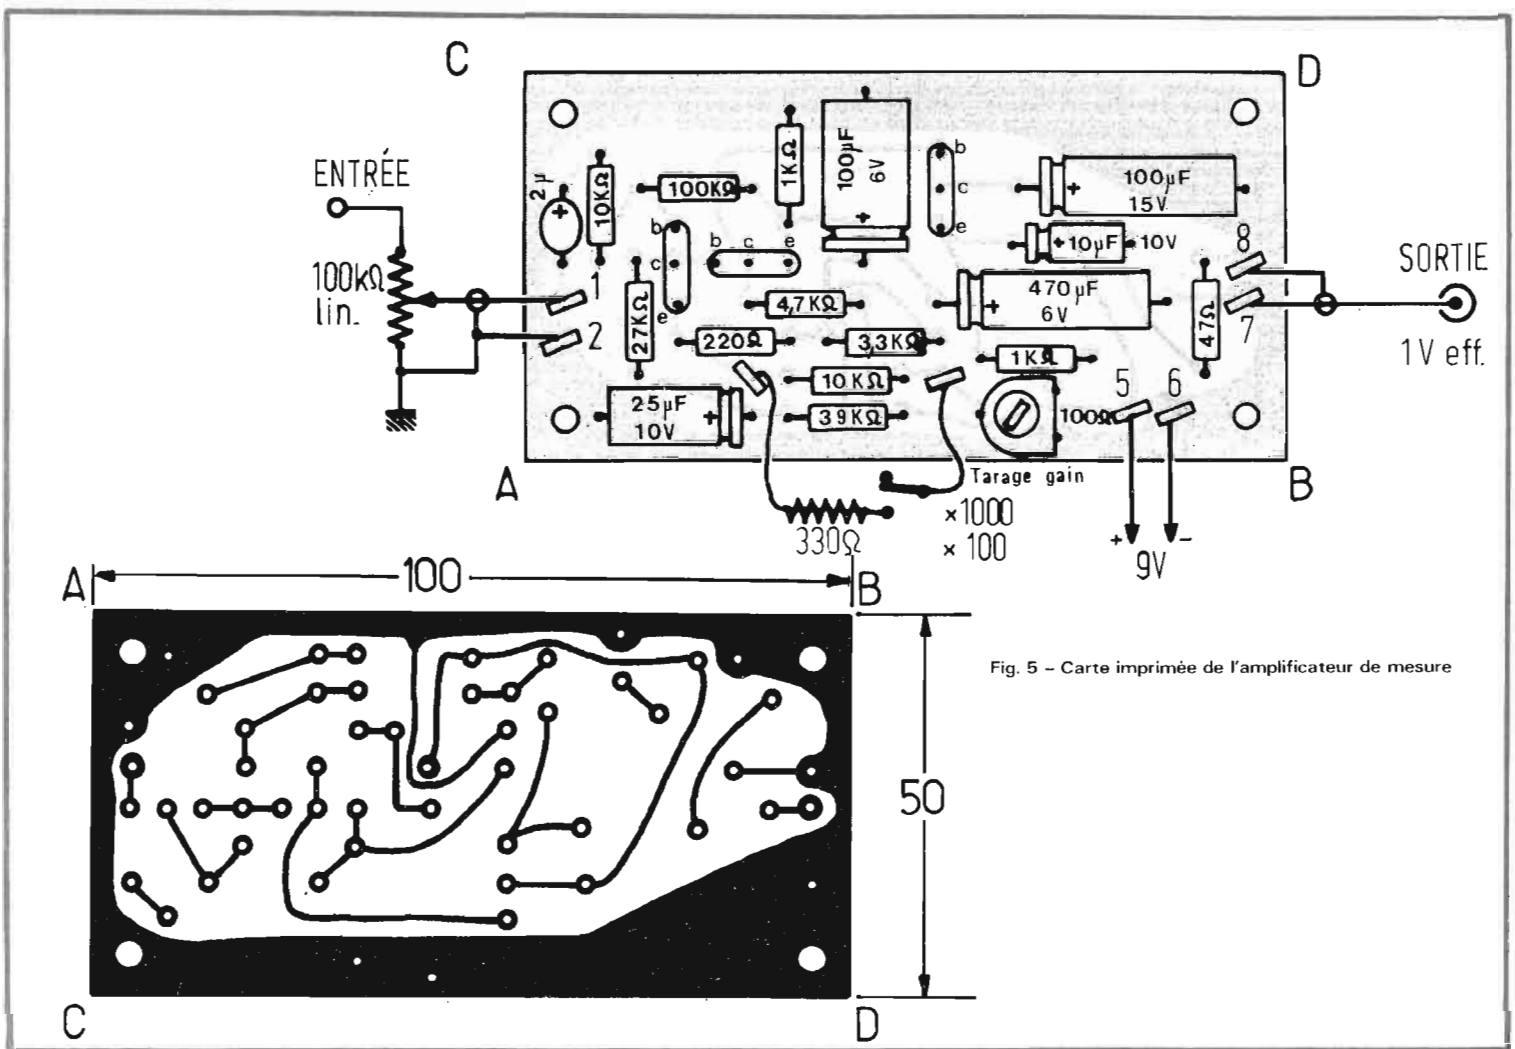 C
D
ENTRÉE
100kΩ
lin.
2µ
10KΩ
100KΩ
1KΩ
100µF
6V
b
c
e
100µF
15V
+10µF
10V
8
SORTIE
b
c
e
b c e
1
2
27KΩ
4,7KΩ
470µF
6V
47Ω
7
1V eff.
220Ω
3,3KΩ
1KΩ
10KΩ
39KΩ
25µF
10V
100Ω
5
6
A
B
Tarage gain
330Ω
×1000
× 100
+
-
9V
A
100
B
50
Fig. 5 – Carte imprimée de l'amplificateur de mesure
C
D